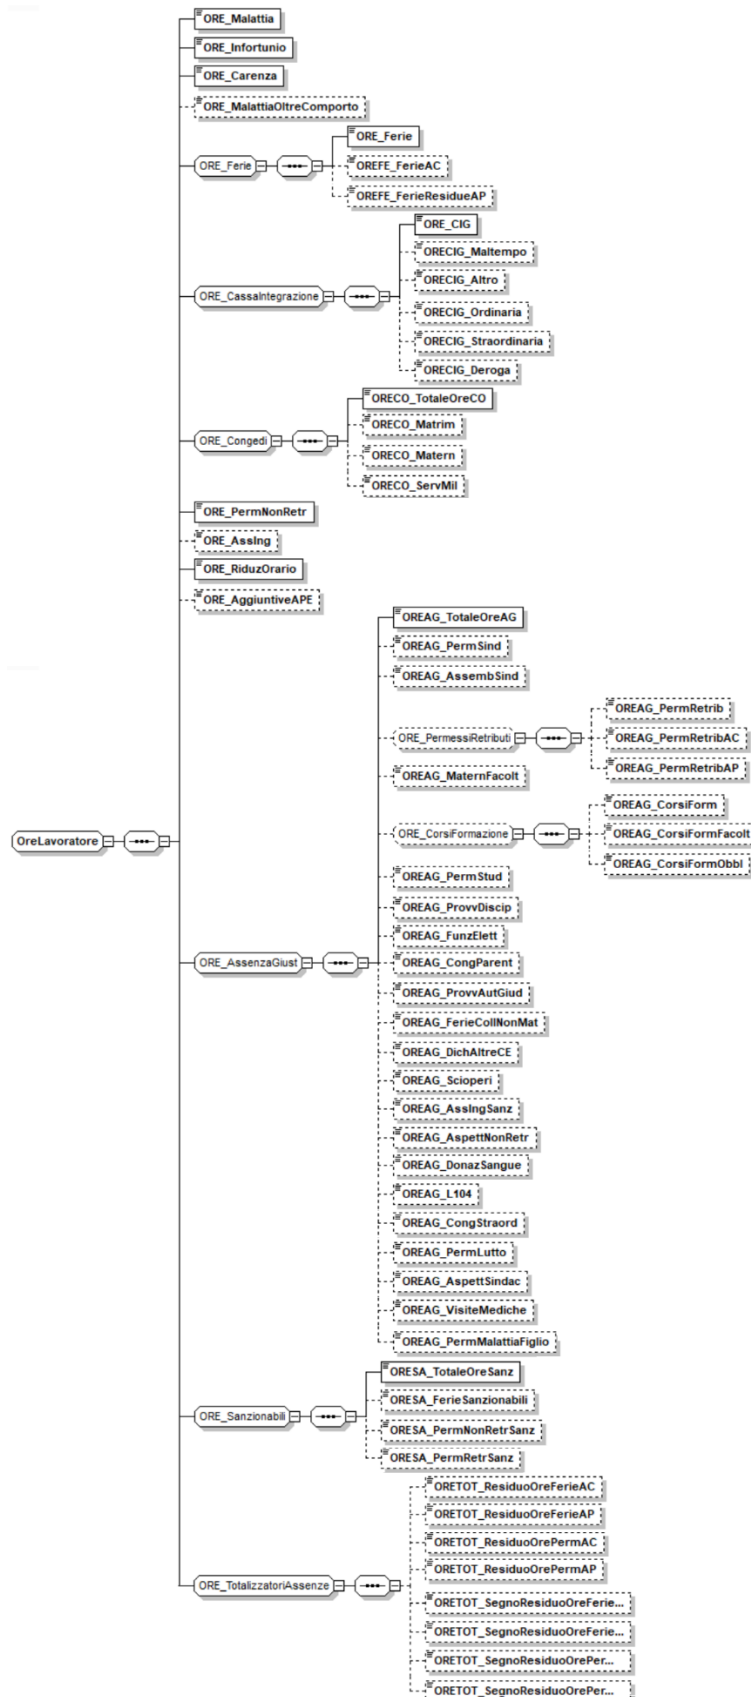 ORE_Malattia
ORE_Infortunio
ORE_Carenza
ORE_MalattiaOltreComporto
ORE_Ferie
ORE_Ferie
OREFE_FerieAC
OREFE_FerieResidueAP
ORE_CassaIntegrazione
ORE_CIG
ORECIG_Maltempo
ORECIG_Altro
ORECIG_Ordinaria
ORECIG_Straordinaria
ORECIG_Deroga
ORE_Congedi
ORECO_TotaleOreCO
ORECO_Matrim
ORECO_Matern
ORECO_ServMil
ORE_PermNonRetr
ORE_AssIng
ORE_RiduzOrario
ORE_AggiuntiveAPE
OreLavoratore
ORE_AssenzaGiust
OREAG_TotaleOreAG
OREAG_PermSind
OREAG_AssembSind
ORE_PermessiRetributi
OREAG_PermRetrib
OREAG_PermRetribAC
OREAG_PermRetribAP
OREAG_MaternFacolt
ORE_CorsiFormazione
OREAG_CorsiForm
OREAG_CorsiFormFacolt
OREAG_CorsiFormObbl
OREAG_PermStud
OREAG_ProvvDiscip
OREAG_FunzElett
OREAG_CongParent
OREAG_ProvvAutGiud
OREAG_FerieCollNonMat
OREAG_DichAltreCE
OREAG_Scioperi
OREAG_AssIngSanz
OREAG_AspettNonRetr
OREAG_DonazSangue
OREAG_L104
OREAG_CongStraord
OREAG_PermLutto
OREAG_AspettSindac
OREAG_VisiteMediche
OREAG_PermMalattiaFiglio
ORE_Sanzionabili
ORESA_TotaleOreSanz
ORESA_FerieSanzionabili
ORESA_PermNonRetrSanz
ORESA_PermRetrSanz
ORE_TotalizzatoriAssenze
ORETOT_ResiduoOreFerieAC
ORETOT_ResiduoOreFerieAP
ORETOT_ResiduoOrePermAC
ORETOT_ResiduoOrePermAP
ORETOT_SegnoResiduoOreFerie...
ORETOT_SegnoResiduoOreFerie...
ORETOT_SegnoResiduoOrePer...
ORETOT_SegnoResiduoOrePer...